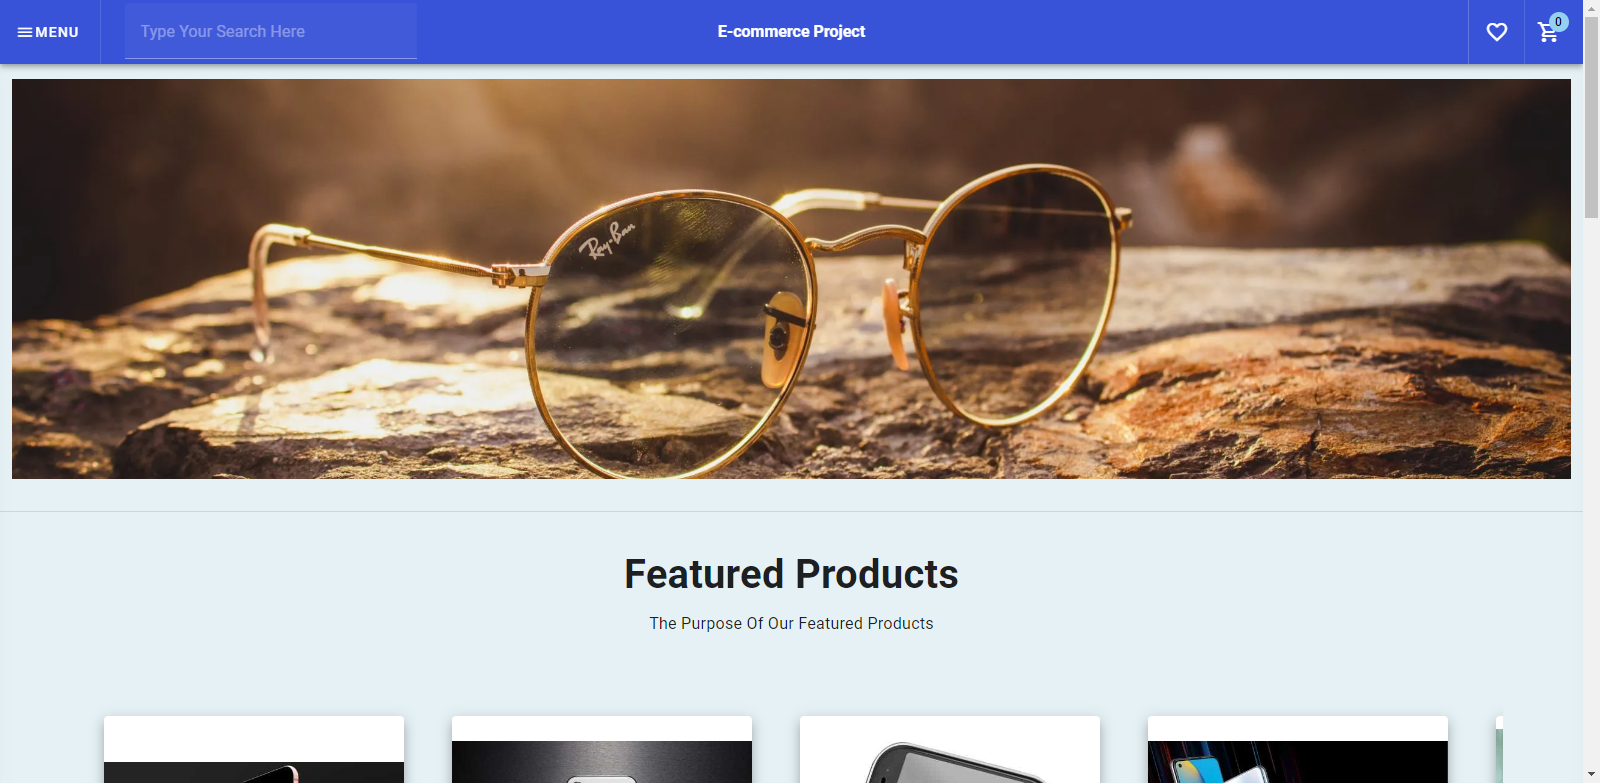 MENU
Type Your Search Here
E-commerce Project
0
Ray-Ban
Featured Products
The Purpose Of Our Featured Products